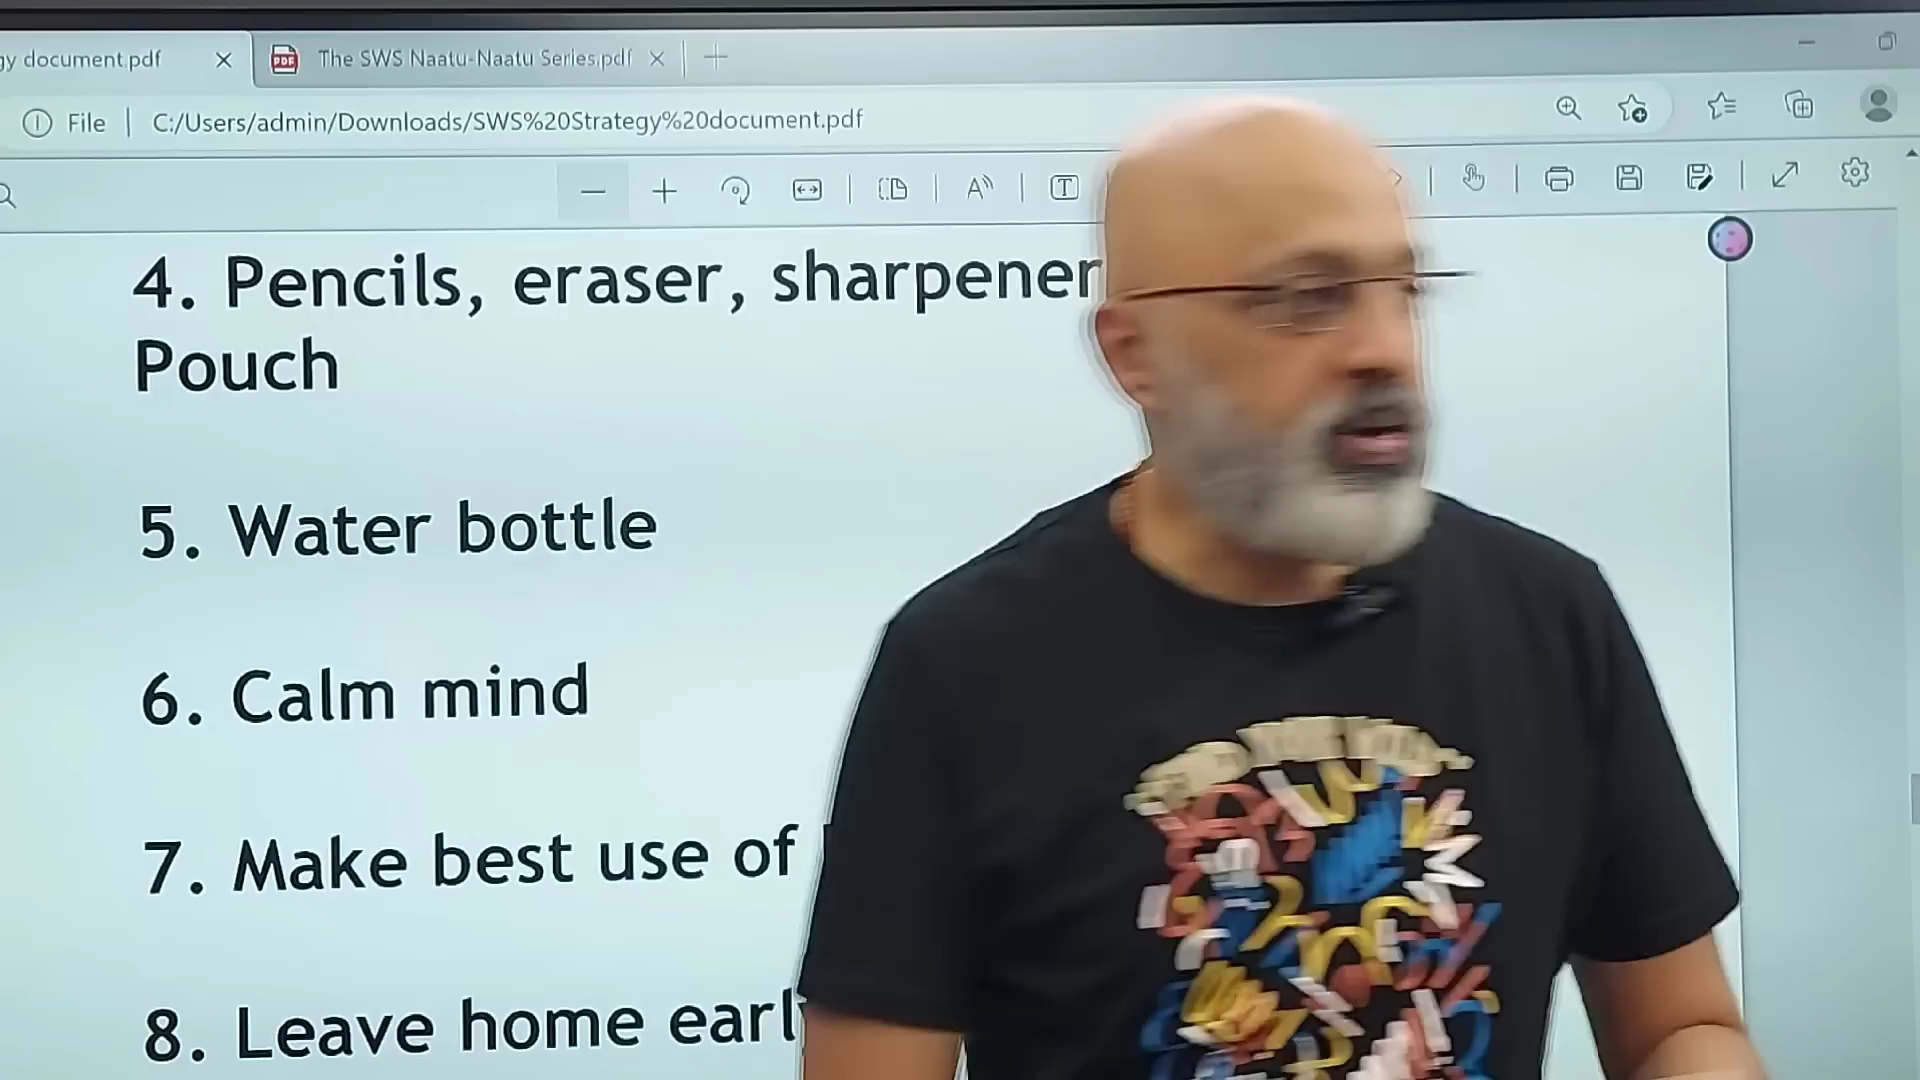 gy document.pdf
The SWS Naatu-Naatu Series.pdf
File
C:/Users/admin/Downloads/SWS%20Strategy%20document.pdf
4. Pencils, eraser, sharpener
Pouch
5. Water bottle
6. Calm mind
7. Make best use of
8. Leave home earl